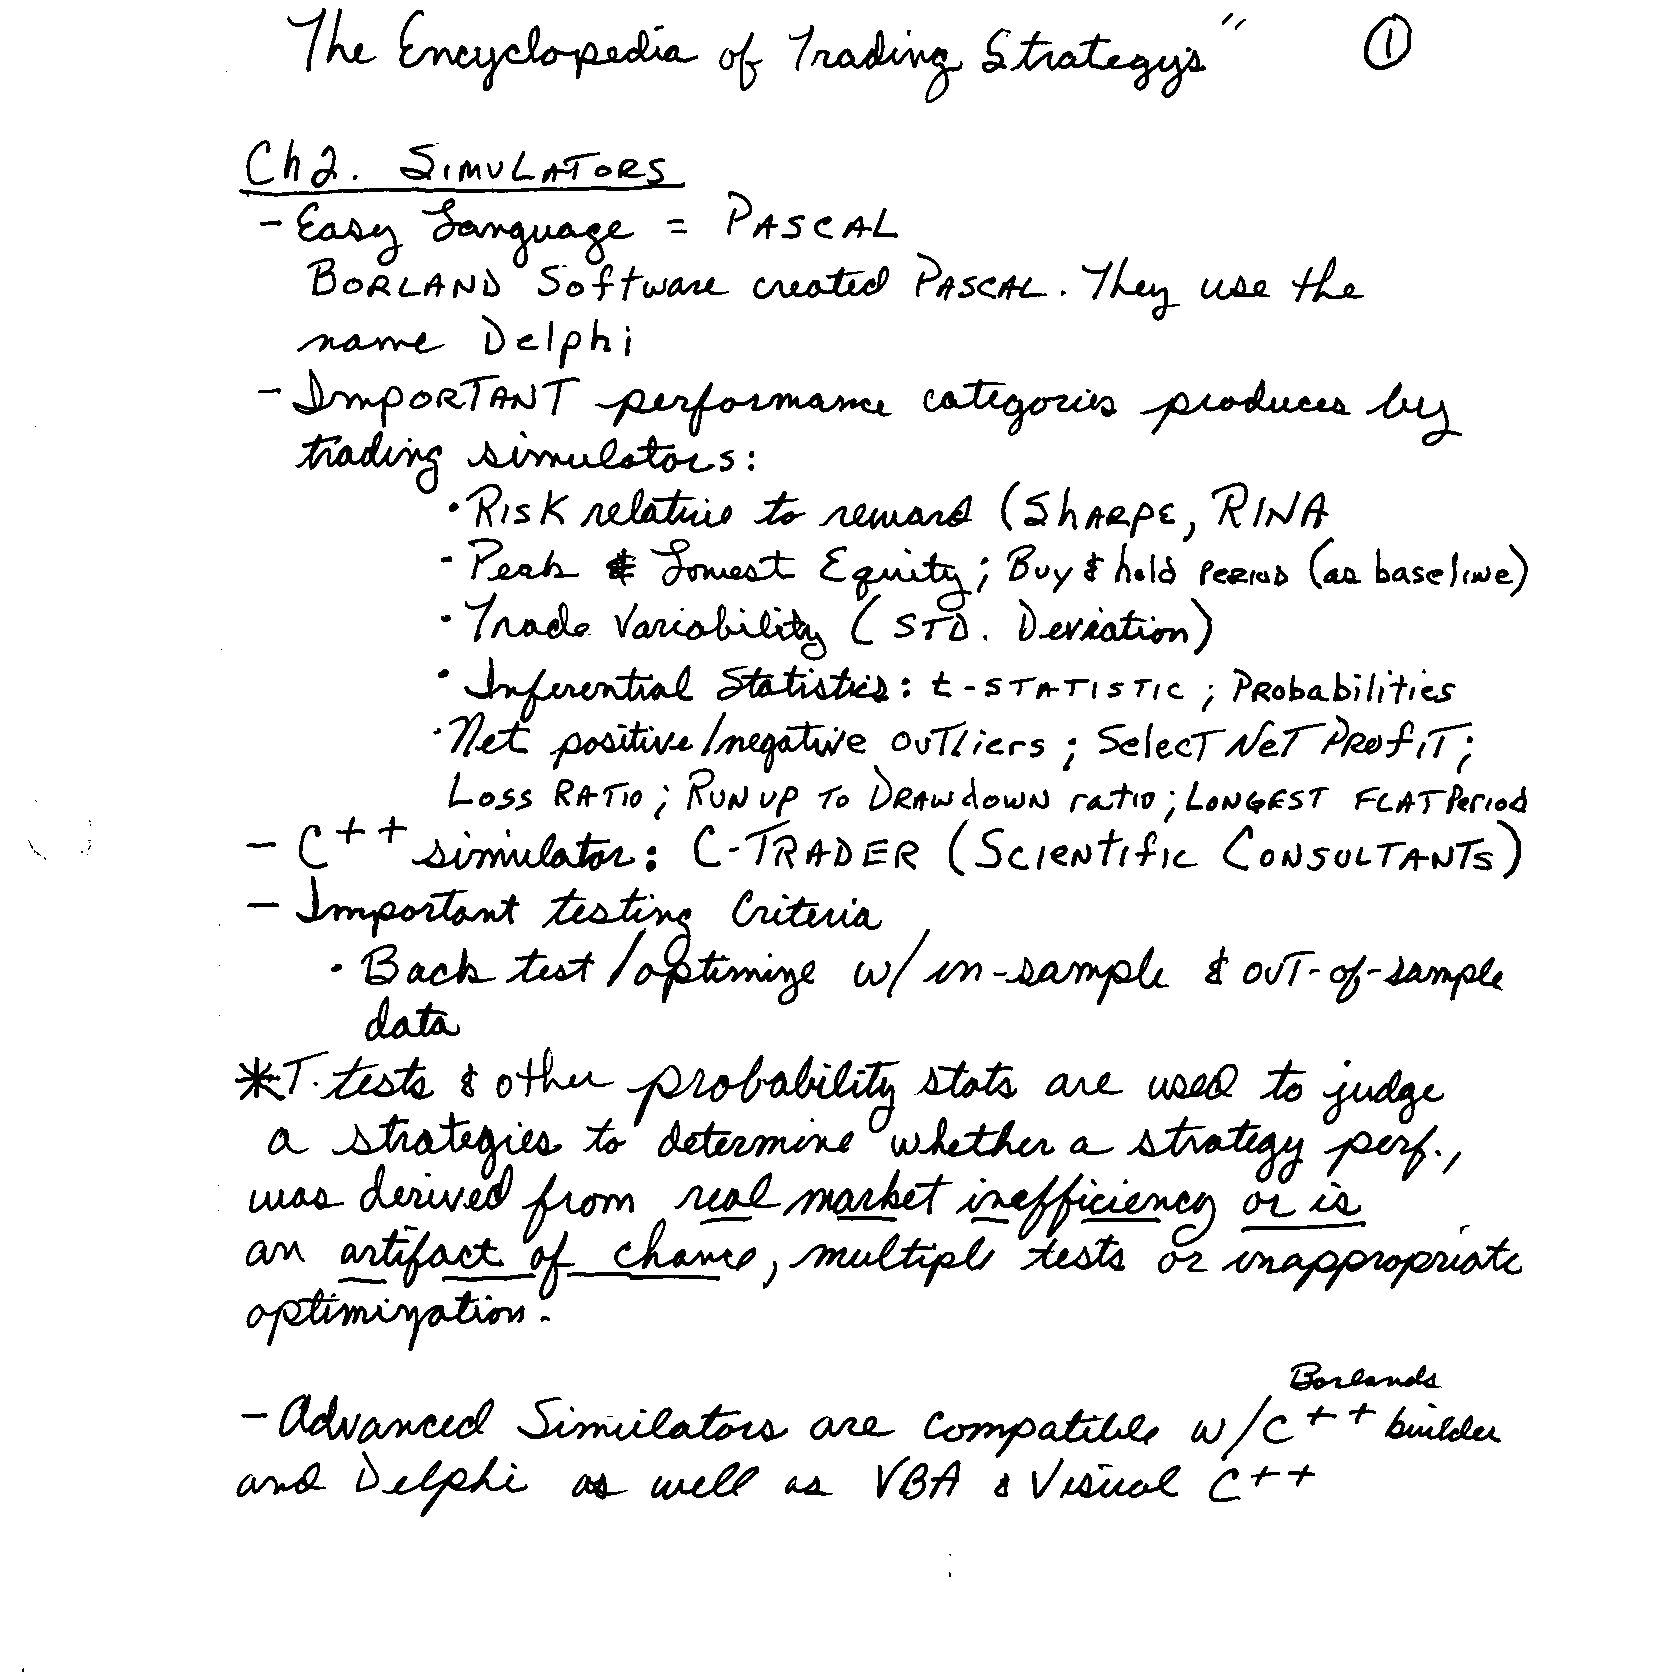 The Encyclopedia of Trading Strategys" ①
Ch 2. SIMULATORS
- Easy Language = PASCAL
BORLAND Software created PASCAL. They use the
name Delphi
- IMPORTANT performance categories produces by
trading simulators:
• RISK relative to reward (SHARPE, RINA
- Peak & Lowest Equity; Buy & hold PERIOD (as baseline)
• Trade Variability (STD. Deviation)
• Inferential Statistics: t-STATISTIC; PRobabilities
• Net positive/negative ouTliers; SelecT NeT PRofiT;
Loss RATIO; RUNUP TO DRAWdOWN ratio; LONGEST FLAT Period
- C++ simulator: C-TRADER (SCIENTIfIC CONSULTANTS)
- Important testing Criteria
• Back test/optimize w/ in-sample & ouT-of-sample
data
* T. tests & other probability stats are used to judge
a strategies to determine whether a strategy perf.,
was derived from real market inefficiency or is
an artifact of chance, multiple tests or inappropriate
optimization.
Borlands
- Advanced Simulators are compatible w/C++ builder
and Delphi as well as VBA & Visual C++